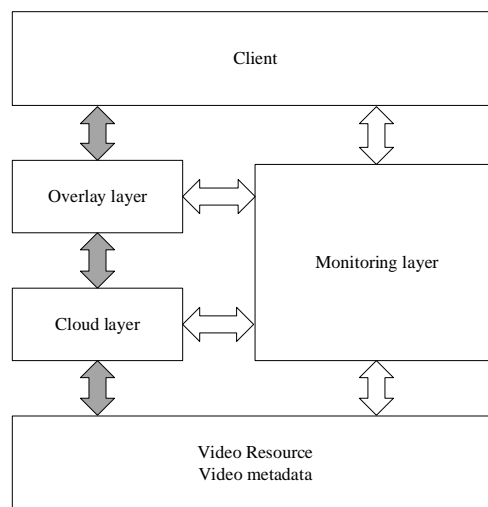 Client
Overlay layer
Monitoring layer
Cloud layer
Video Resource
Video metadata